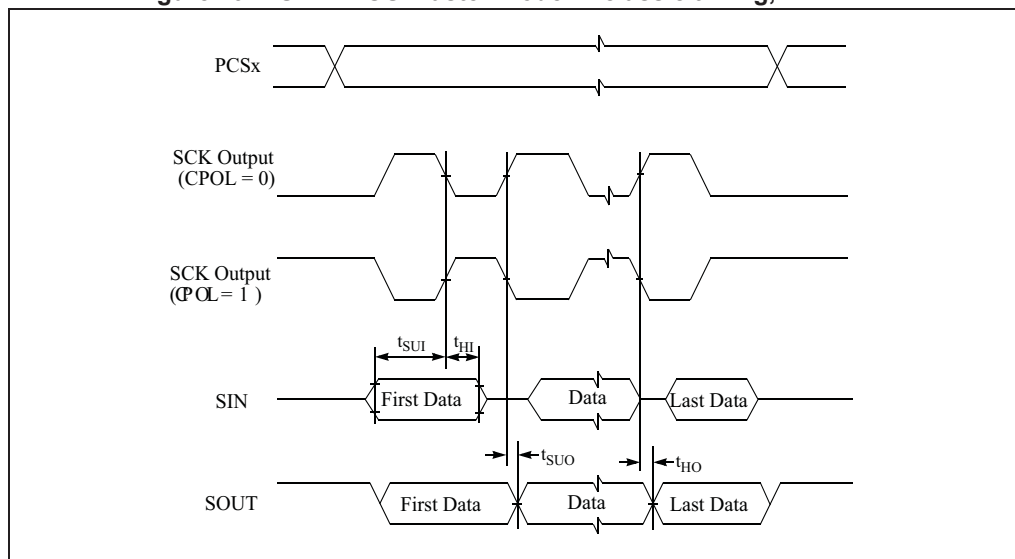 PCSx
SCK Output
(CPOL = 0)
SCK Output
(CPOL = 1 )
tSUI
tHI
SIN
First Data
Data
Last Data
tSUO
tHO
SOUT
First Data
Data
Last Data